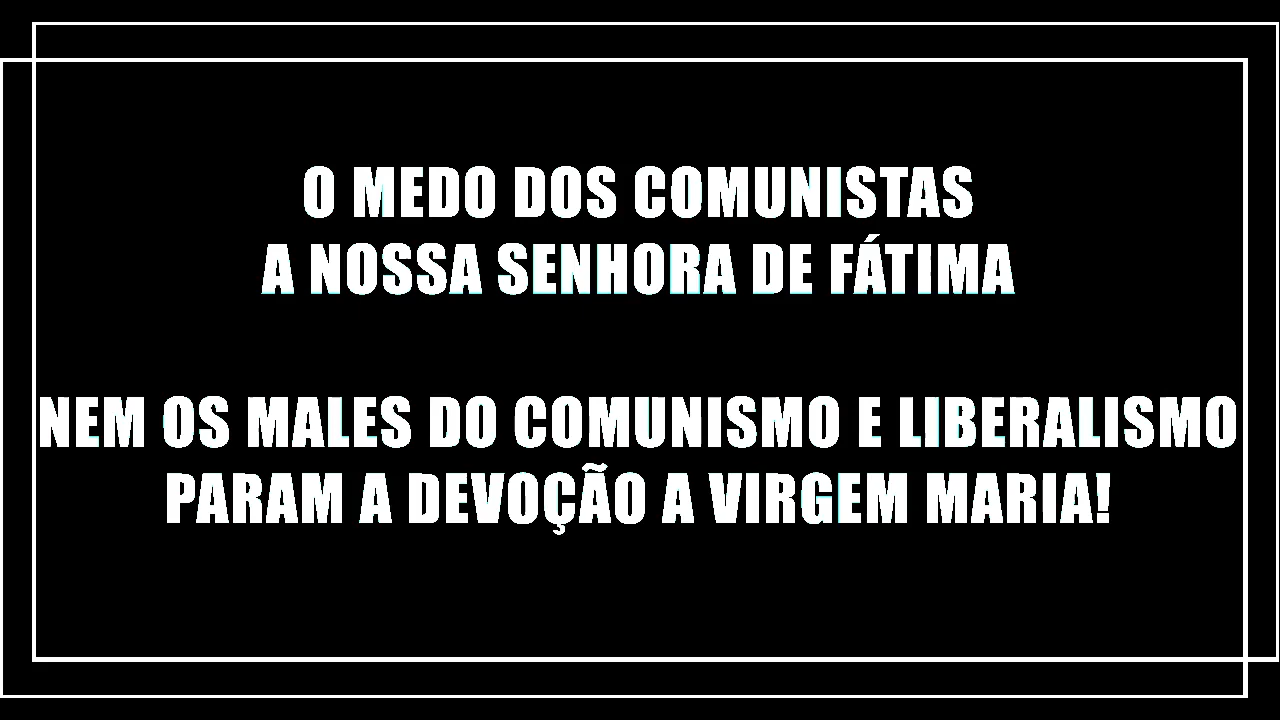 O MEDO DOS COMUNISTAS
A NOSSA SENHORA DE FÁTIMA
NEM OS MALES DO COMUNISMO E LIBERALISMO
PARAM A DEVOÇÃO A VIRGEM MARIA!